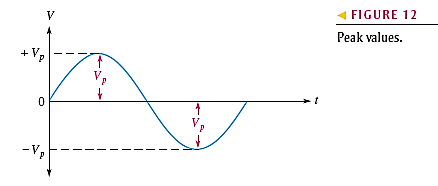 V
◄ FIGURE 12
Peak values.
+Vp
Vp
0
t
Vp
−Vp